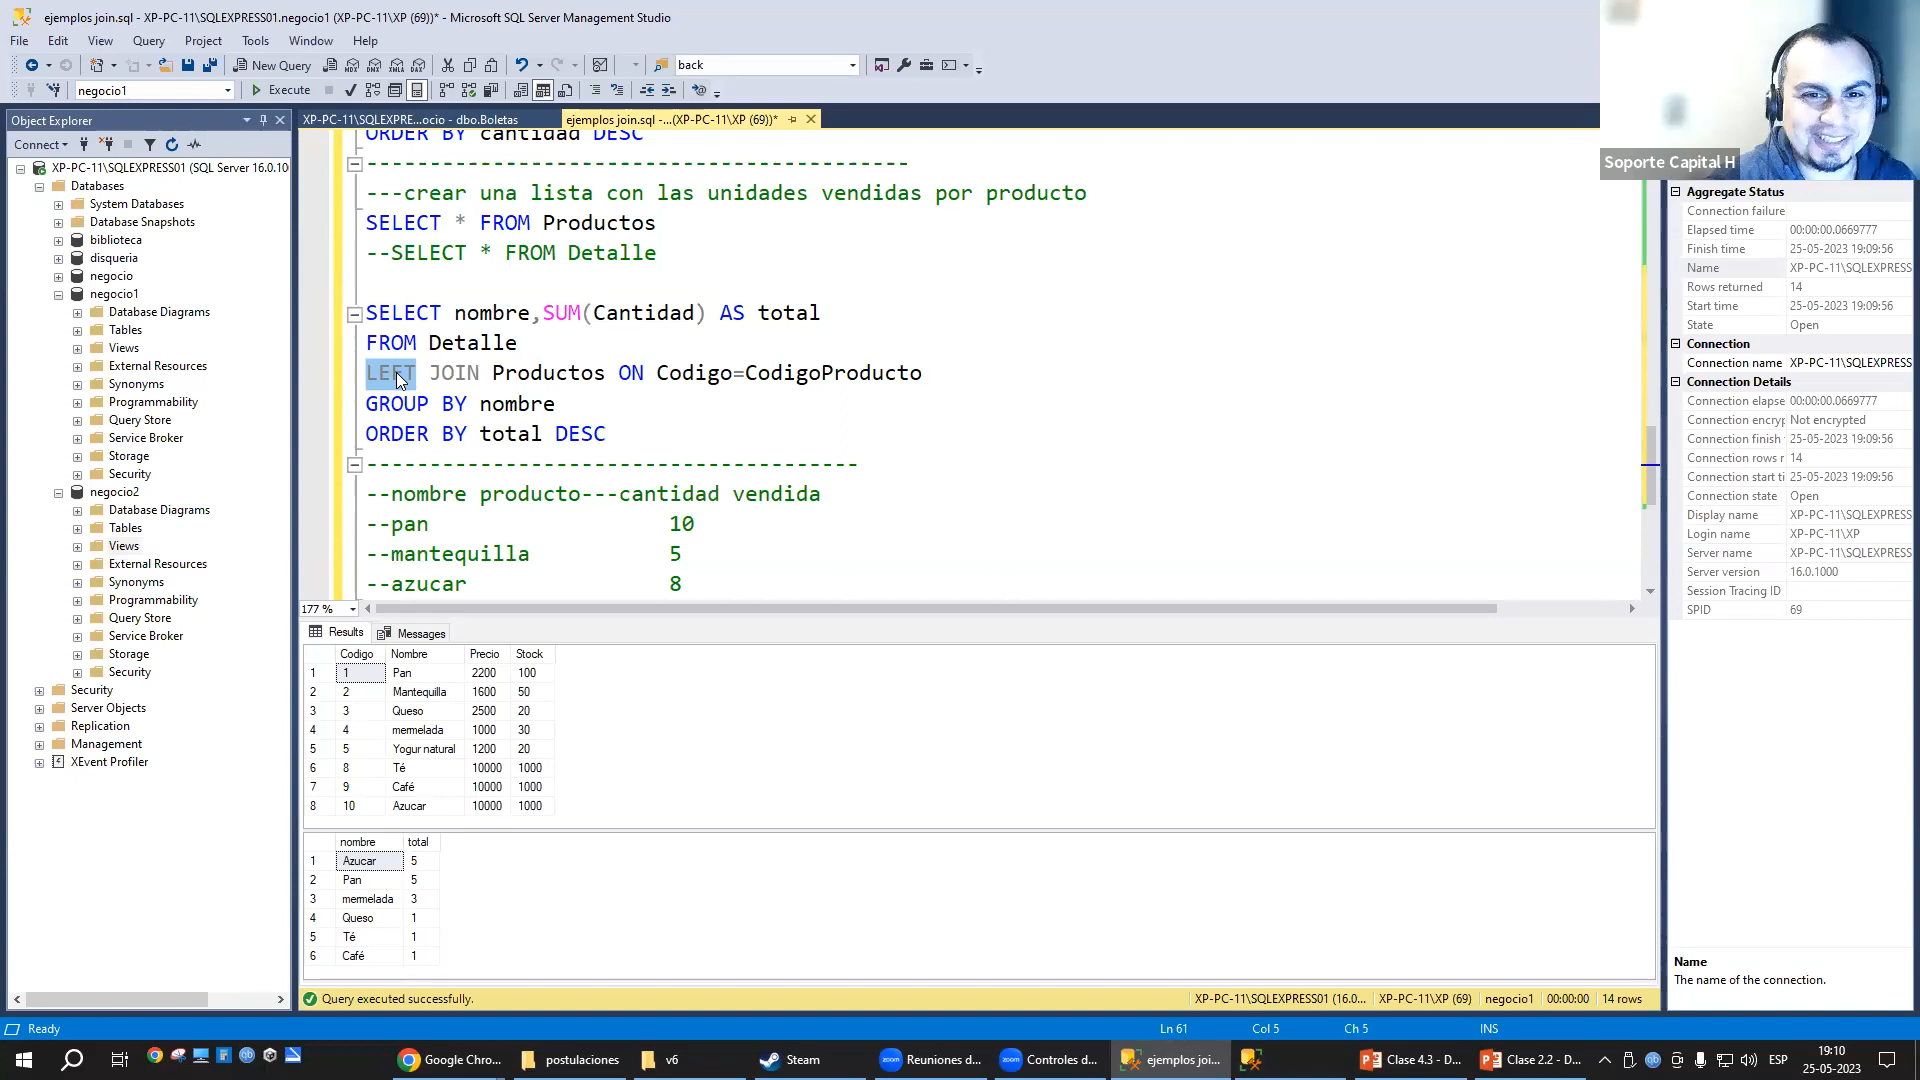 ejemplos join.sql - XP-PC-11\SQLEXPRESS01.negocio1 (XP-PC-11\XP (69))* - Microsoft SQL Server Management Studio
File Edit View Query Project Tools Window Help
New Query
back
negocio1
Execute
Soporte Capital H
Object Explorer
XP-PC-11\SQLEXPRE...ocio - dbo.Boletas
ejemplos join.sql -...(XP-PC-11\XP (69))*
Connect
XP-PC-11\SQLEXPRESS01 (SQL Server 16.0.10
Databases
System Databases
Database Snapshots
biblioteca
disqueria
negocio
negocio1
Database Diagrams
Tables
Views
External Resources
Synonyms
Programmability
Query Store
Service Broker
Storage
Security
negocio2
Database Diagrams
Tables
Views
External Resources
Synonyms
Programmability
Query Store
Service Broker
Storage
Security
Security
Server Objects
Replication
Management
XEvent Profiler
ORDER BY cantidad DESC
-------------------------------------------
---crear una lista con las unidades vendidas por producto
SELECT * FROM Productos
--SELECT * FROM Detalle
SELECT nombre,SUM(Cantidad) AS total
FROM Detalle
LEFT JOIN Productos ON Codigo=CodigoProducto
GROUP BY nombre
ORDER BY total DESC
---------------------------------------
--nombre producto---cantidad vendida
--pan 10
--mantequilla 5
--azucar 8
177 %
Results Messages
Codigo Nombre Precio Stock
1 1 Pan 2200 100
2 2 Mantequilla 1600 50
3 3 Queso 2500 20
4 4 mermelada 1000 30
5 5 Yogur natural 1200 20
6 8 Té 10000 1000
7 9 Café 10000 1000
8 10 Azucar 10000 1000
nombre total
1 Azucar 5
2 Pan 5
3 mermelada 3
4 Queso 1
5 Té 1
6 Café 1
Query executed successfully.
XP-PC-11\SQLEXPRESS01 (16.0... XP-PC-11\XP (69) negocio1 00:00:00 14 rows
Aggregate Status
Connection failure
Elapsed time 00:00:00.0669777
Finish time 25-05-2023 19:09:56
Name XP-PC-11\SQLEXPRESS
Rows returned 14
Start time 25-05-2023 19:09:56
State Open
Connection
Connection name XP-PC-11\SQLEXPRESS
Connection Details
Connection elapse 00:00:00.0669777
Connection encryp Not encrypted
Connection finish 25-05-2023 19:09:56
Connection rows r 14
Connection start ti 25-05-2023 19:09:56
Connection state Open
Display name XP-PC-11\SQLEXPRESS
Login name XP-PC-11\XP
Server name XP-PC-11\SQLEXPRESS
Server version 16.0.1000
Session Tracing ID
SPID 69
Name
The name of the connection.
Ready Ln 61 Col 5 Ch 5 INS
Google Chro... postulaciones v6 Steam Reuniones d... Controles d... ejemplos joi... Clase 4.3 - D... Clase 2.2 - D... ESP
19:10
25-05-2023